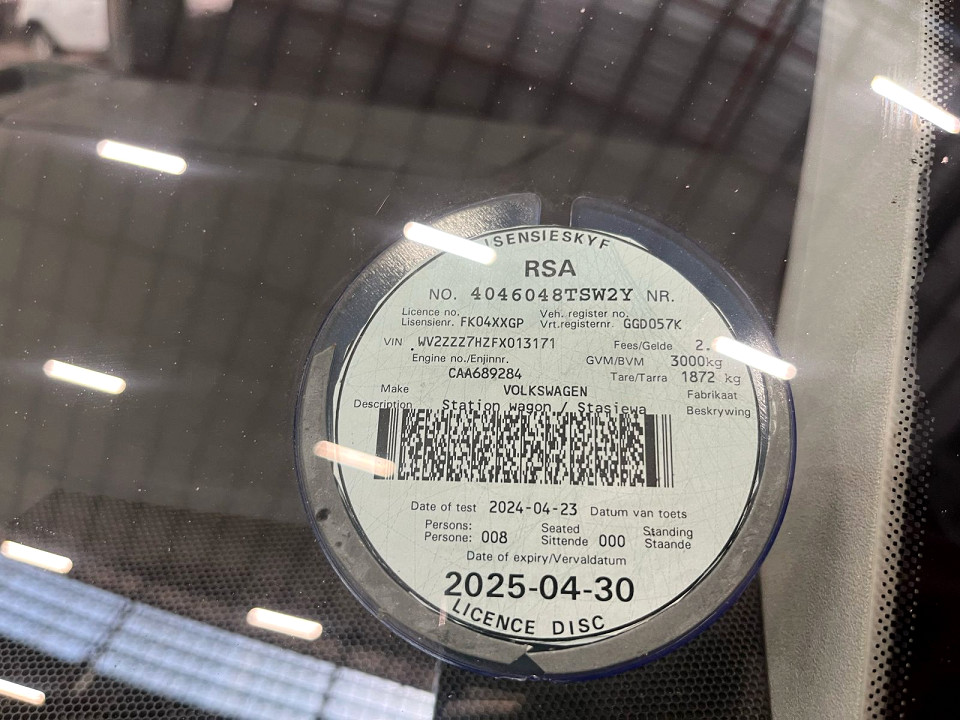 ISENSIESKYF
RSA
NO. 4046048TSW2Y NR.
Licence no. Veh. register no.
Lisensienr. FK04XXGP Vrt.registernr. GGD057K
VIN WV2ZZZ7HZFX013171 Fees/Gelde 2.
Engine no./Enjinnr. GVM/BVM 3000kg
CAA689284 Tare/Tarra 1872 kg
Make VOLKSWAGEN Fabrikaat
Description Station wagon / Stasiewa Beskrywing
Date of test 2024-04-23 Datum van toets
Persons: Seated Standing
Persone: 008 Sittende 000 Staande
Date of expiry/Vervaldatum
2025-04-30
LICENCE DISC